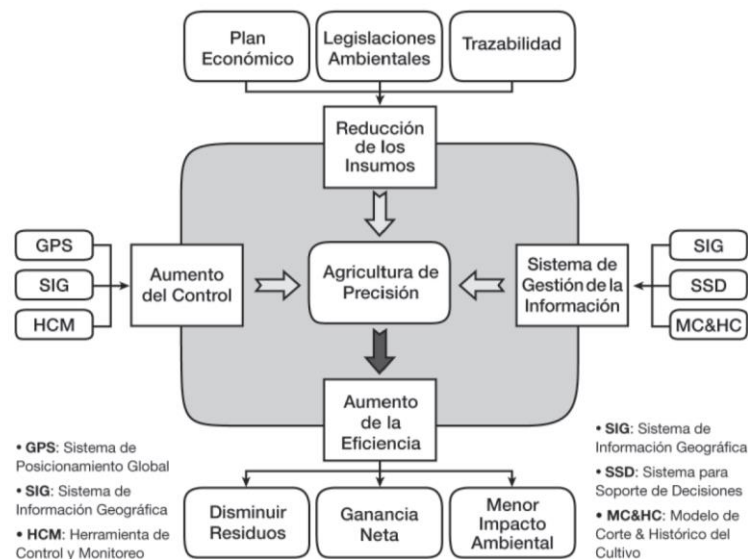 Plan
Económico
Legislaciones
Ambientales
Trazabilidad
Reducción
de los
Insumos
GPS
SIG
HCM
Aumento
del Control
Agricultura de
Precisión
Sistema de
Gestión de la
Información
SIG
SSD
MC&HC
Aumento
de la
Eficiencia
• GPS: Sistema de
Posicionamiento Global
• SIG: Sistema de
Información Geográfica
• HCM: Herramienta de
Control y Monitoreo
Disminuir
Residuos
Ganancia
Neta
Menor
Impacto
Ambiental
• SIG: Sistema de
Información Geográfica
• SSD: Sistema para
Soporte de Decisiones
• MC&HC: Modelo de
Corte & Histórico del
Cultivo